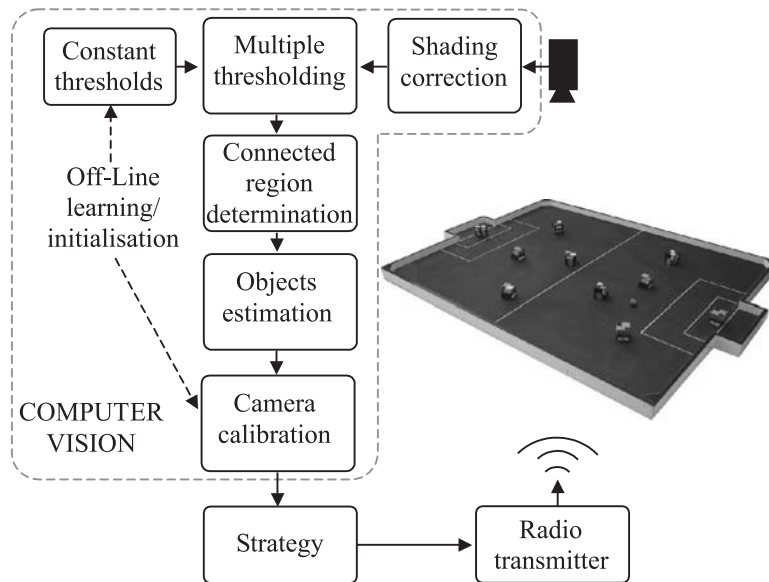 Constant
thresholds
Multiple
thresholding
Shading
correction
Off-Line
learning/
initialisation
Connected
region
determination
Objects
estimation
COMPUTER
VISION
Camera
calibration
Strategy
Radio
transmitter